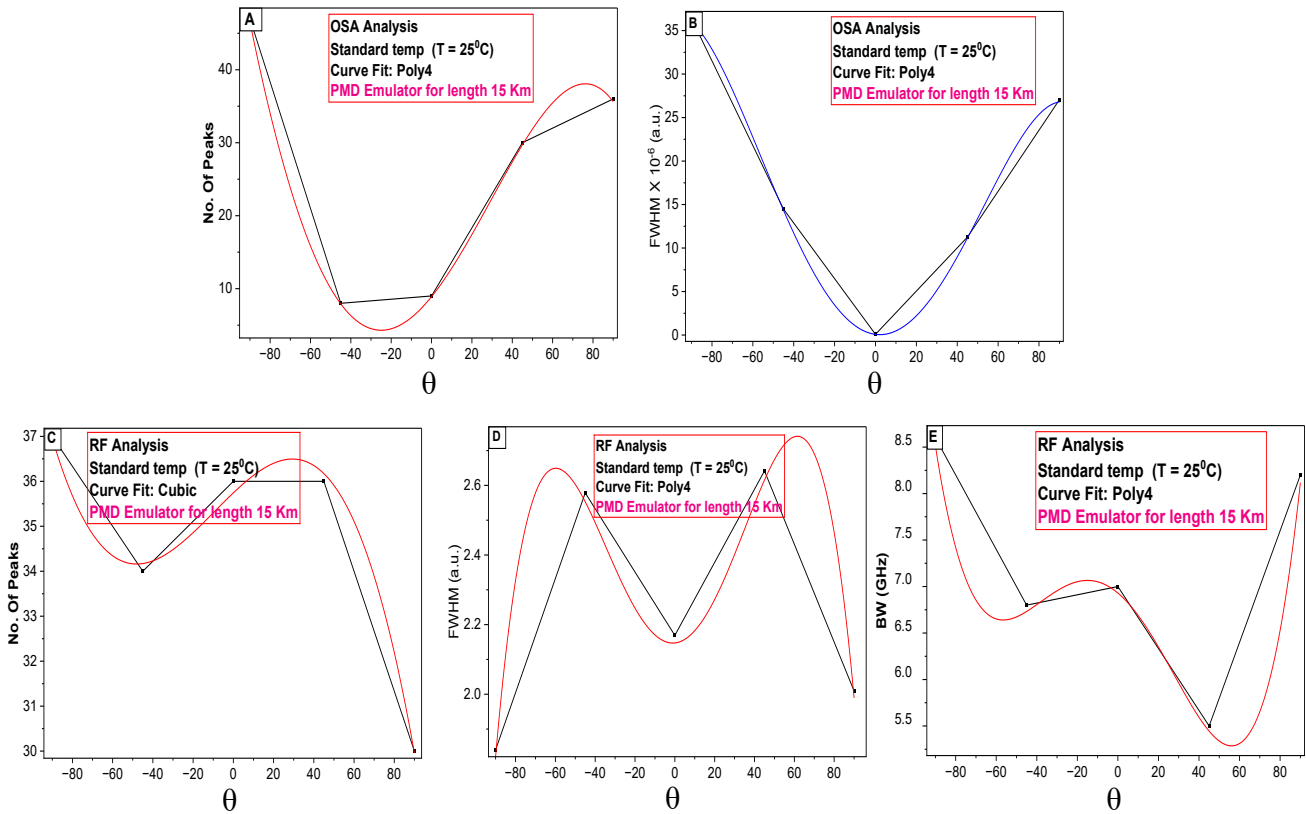 A
OSA Analysis
Standard temp (T = 25⁰C)
Curve Fit: Poly4
PMD Emulator for length 15 Km
No. Of Peaks
40
30
20
10
−80 −60 −40 −20 0 20 40 60 80
θ
B
OSA Analysis
Standard temp (T = 25⁰C)
Curve Fit: Poly4
PMD Emulator for length 15 Km
FWHM X 10⁻⁶ (a.u.)
35
30
25
20
15
10
5
0
−80 −60 −40 −20 0 20 40 60 80
θ
C
RF Analysis
Standard temp (T = 25⁰C)
Curve Fit: Cubic
PMD Emulator for length 15 Km
No. Of Peaks
37
36
35
34
33
32
31
30
−80 −60 −40 −20 0 20 40 60 80
θ
D
RF Analysis
Standard temp (T = 25⁰C)
Curve Fit: Poly4
PMD Emulator for length 15 Km
FWHM (a.u.)
2.6
2.4
2.2
2.0
−80 −60 −40 −20 0 20 40 60 80
θ
E
RF Analysis
Standard temp (T = 25⁰C)
Curve Fit: Poly4
PMD Emulator for length 15 Km
BW (GHz)
8.5
8.0
7.5
7.0
6.5
6.0
5.5
−80 −60 −40 −20 0 20 40 60 80
θ